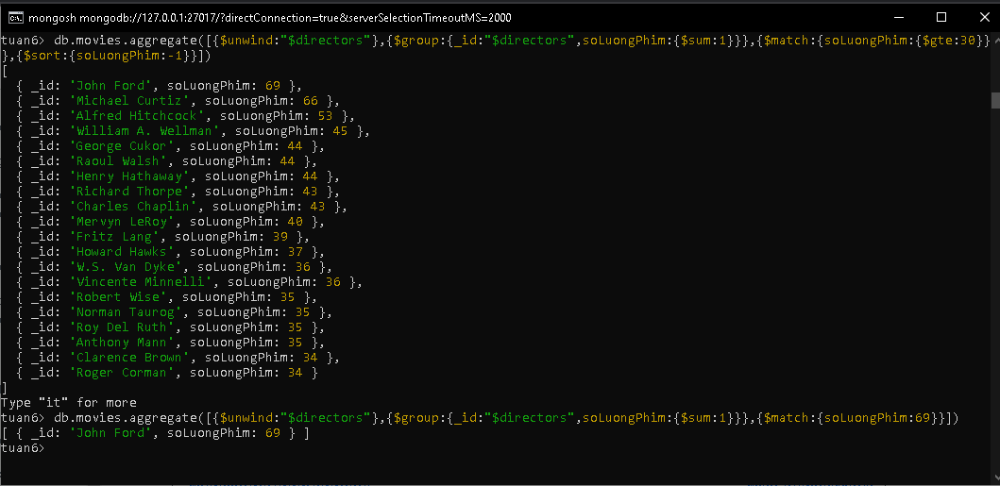 mongosh mongodb://127.0.0.1:27017/?directConnection=true&serverSelectionTimeoutMS=2000
tuan6> db.movies.aggregate([{$unwind:"$directors"},{$group:{_id:"$directors",soLuongPhim:{$sum:1}}},{$match:{soLuongPhim:{$gte:30}}
},{$sort:{soLuongPhim:-1}}])
[
  { _id: 'John Ford', soLuongPhim: 69 },
  { _id: 'Michael Curtiz', soLuongPhim: 66 },
  { _id: 'Alfred Hitchcock', soLuongPhim: 53 },
  { _id: 'William A. Wellman', soLuongPhim: 45 },
  { _id: 'George Cukor', soLuongPhim: 44 },
  { _id: 'Raoul Walsh', soLuongPhim: 44 },
  { _id: 'Henry Hathaway', soLuongPhim: 44 },
  { _id: 'Richard Thorpe', soLuongPhim: 43 },
  { _id: 'Charles Chaplin', soLuongPhim: 43 },
  { _id: 'Mervyn LeRoy', soLuongPhim: 40 },
  { _id: 'Fritz Lang', soLuongPhim: 39 },
  { _id: 'Howard Hawks', soLuongPhim: 37 },
  { _id: 'W.S. Van Dyke', soLuongPhim: 36 },
  { _id: 'Vincente Minnelli', soLuongPhim: 36 },
  { _id: 'Robert Wise', soLuongPhim: 35 },
  { _id: 'Norman Taurog', soLuongPhim: 35 },
  { _id: 'Roy Del Ruth', soLuongPhim: 35 },
  { _id: 'Anthony Mann', soLuongPhim: 35 },
  { _id: 'Clarence Brown', soLuongPhim: 34 },
  { _id: 'Roger Corman', soLuongPhim: 34 }
]
Type "it" for more
tuan6> db.movies.aggregate([{$unwind:"$directors"},{$group:{_id:"$directors",soLuongPhim:{$sum:1}}},{$match:{soLuongPhim:69}}])
[ { _id: 'John Ford', soLuongPhim: 69 } ]
tuan6>